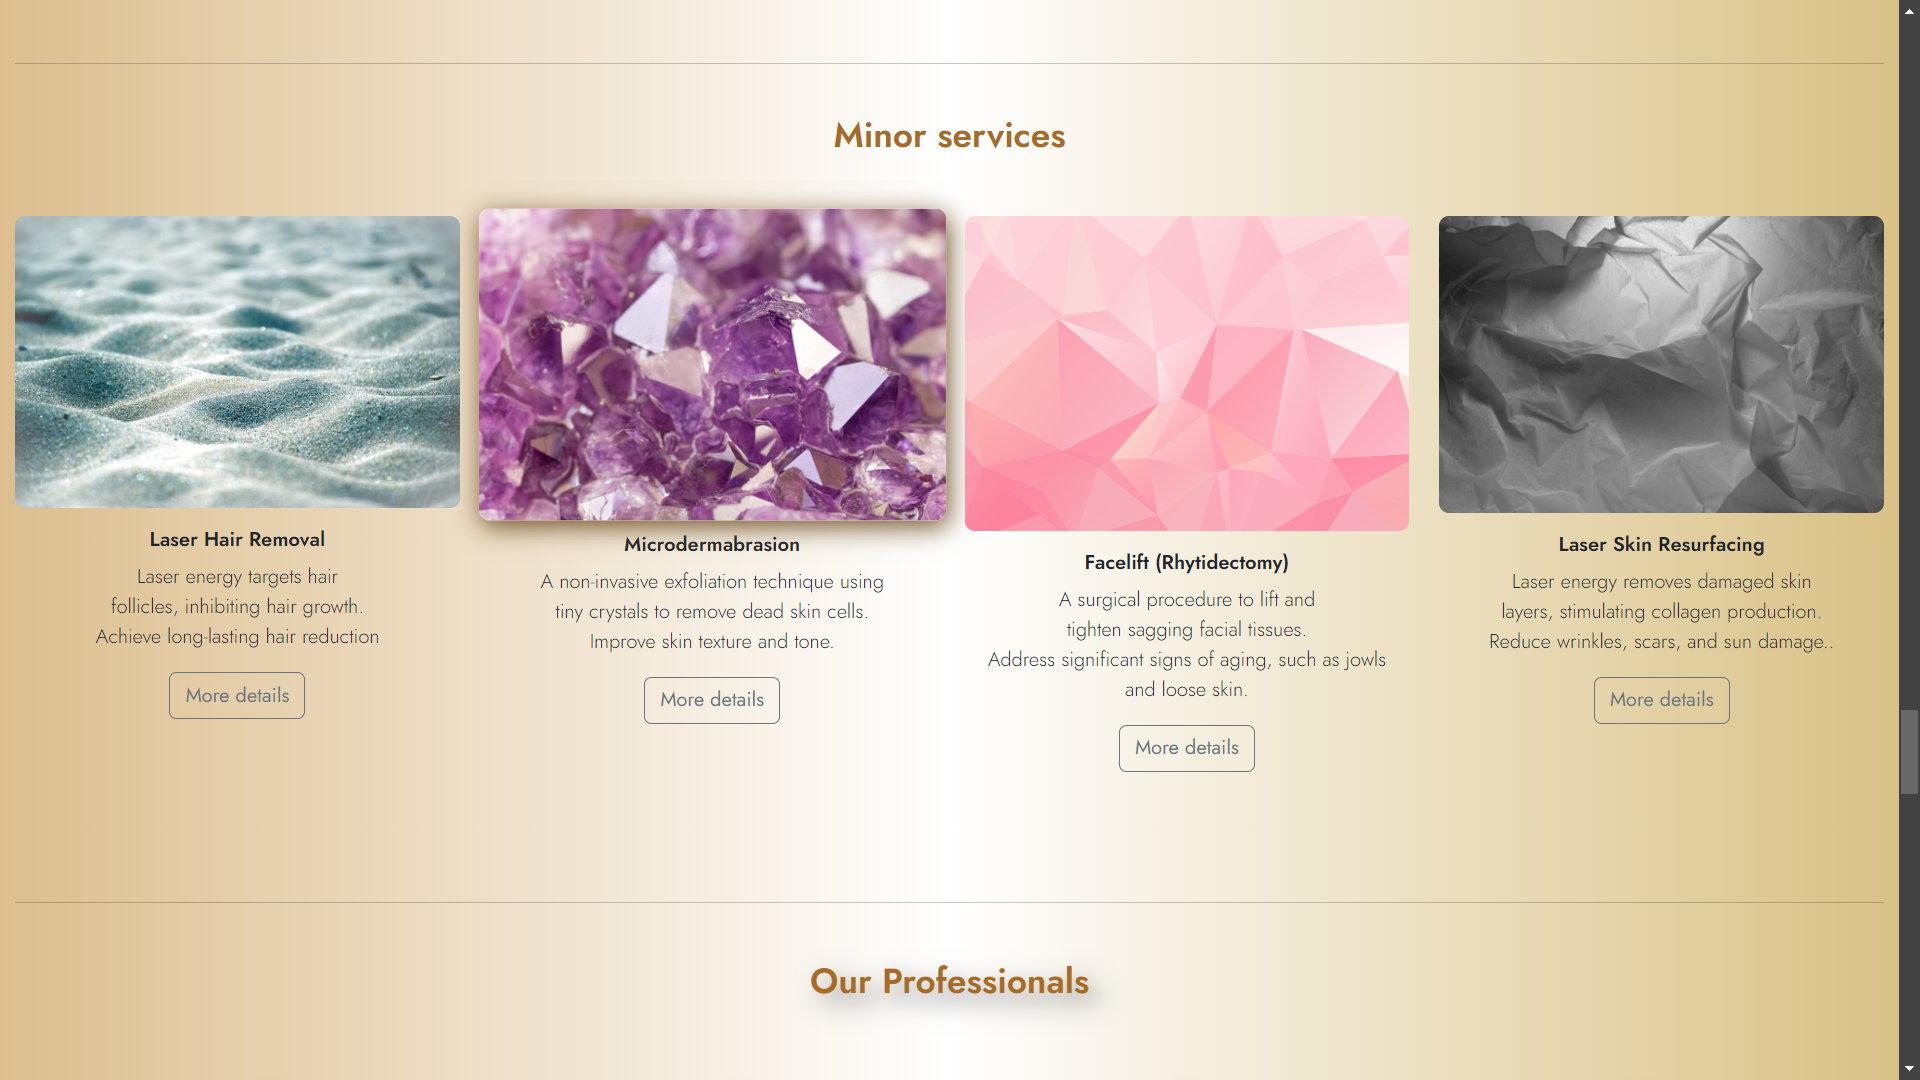 Minor services
Laser Hair Removal
Laser energy targets hair
follicles, inhibiting hair growth.
Achieve long-lasting hair reduction
More details
Microdermabrasion
A non-invasive exfoliation technique using
tiny crystals to remove dead skin cells.
Improve skin texture and tone.
More details
Facelift (Rhytidectomy)
A surgical procedure to lift and
tighten sagging facial tissues.
Address significant signs of aging, such as jowls
and loose skin.
More details
Laser Skin Resurfacing
Laser energy removes damaged skin
layers, stimulating collagen production.
Reduce wrinkles, scars, and sun damage..
More details
Our Professionals